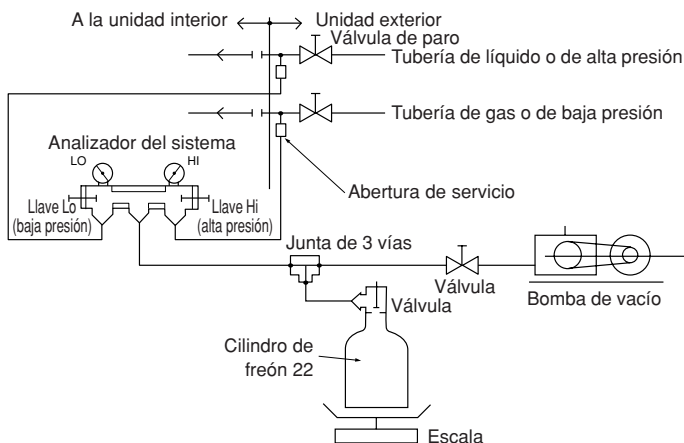 A la unidad interior
Unidad exterior
Válvula de paro
Tubería de líquido o de alta presión
Tubería de gas o de baja presión
Analizador del sistema
LO
HI
Abertura de servicio
Llave Lo
(baja presión)
Llave Hi
(alta presión)
Junta de 3 vías
Válvula
Bomba de vacío
Válvula
Cilindro de
freón 22
Escala